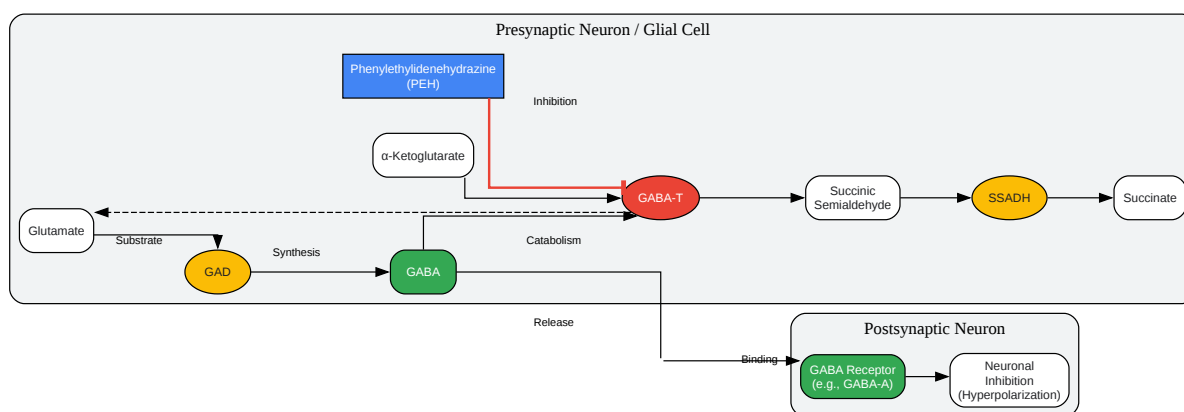 Presynaptic Neuron / Glial Cell
Phenylethylidenehydrazine
(PEH)
Inhibition
α-Ketoglutarate
GABA-T
Succinic
Semialdehyde
SSADH
Succinate
Glutamate
Substrate
Synthesis
Catabolism
GAD
GABA
Release
Postsynaptic Neuron
Binding
GABA Receptor
(e.g., GABA-A)
Neuronal
Inhibition
(Hyperpolarization)